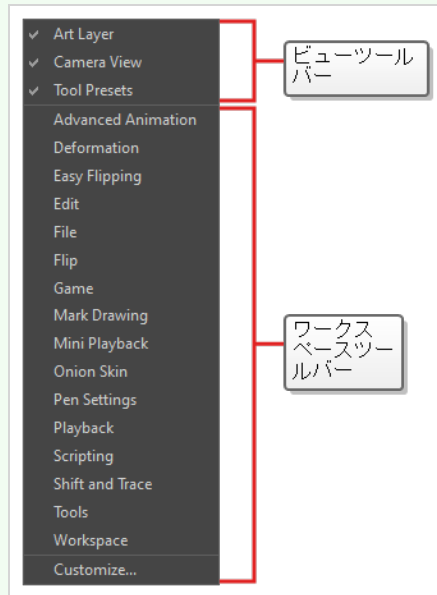 Art Layer
Camera View
Tool Presets
Advanced Animation
Deformation
Easy Flipping
Edit
File
Flip
Game
Mark Drawing
Mini Playback
Onion Skin
Pen Settings
Playback
Scripting
Shift and Trace
Tools
Workspace
Customize...
ビューツール
バー
ワークス
ペースツー
ルバー